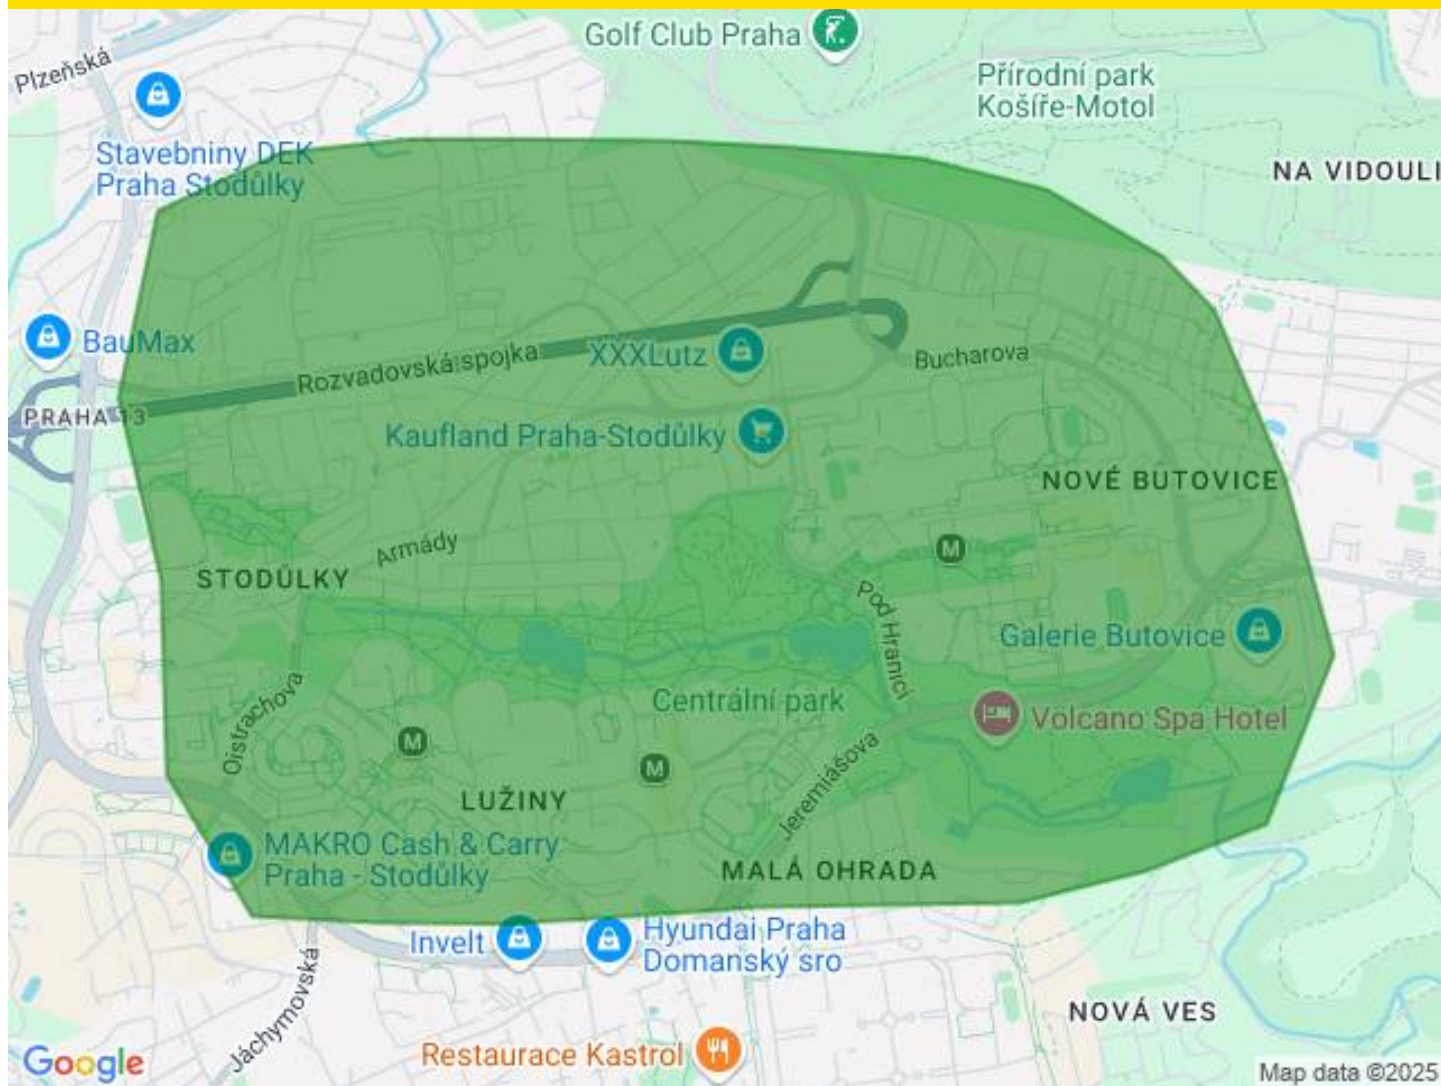 Golf Club Praha
Plzeňská
Přírodní park
Košíře-Motol
Stavebniny DEK
Praha Stodůlky
NA VIDOULI
BauMax
Rozvadovská spojka
XXXLutz
Bucharova
PRAHA 13
Kaufland Praha-Stodůlky
NOVÉ BUTOVICE
Armády
M
STODŮLKY
Pod Hranicí
Galerie Butovice
Centrální park
Oistrachova
M
Volcano Spa Hotel
M
Jeremiášova
LUŽINY
MAKRO Cash & Carry
Praha - Stodůlky
MALÁ OHRADA
Invelt
Hyundai Praha
Domanský sro
Jáchymovská
NOVÁ VES
Google
Restaurace Kastrol
Map data ©2025